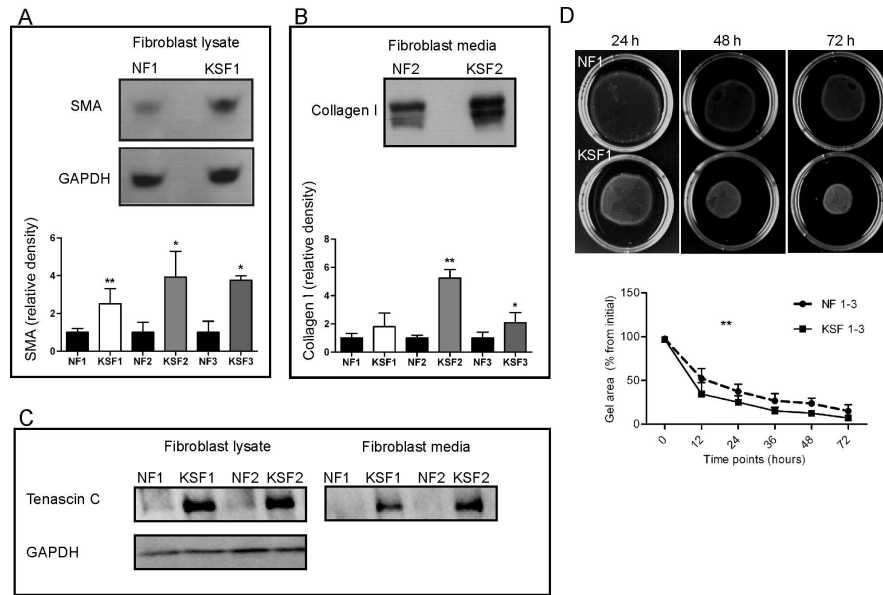 A
Fibroblast lysate
NF1 KSF1
SMA
GAPDH
SMA (relative density)
6
4
2
0
** * *
NF1 KSF1 NF2 KSF2 NF3 KSF3
B
Fibroblast media
NF2 KSF2
Collagen I
Collagen I (relative density)
8
6
4
2
0
** *
NF1 KSF1 NF2 KSF2 NF3 KSF3
C
Fibroblast lysate Fibroblast media
NF1 KSF1 NF2 KSF2 NF1 KSF1 NF2 KSF2
Tenascin C
GAPDH
D
24 h 48 h 72 h
NF1
KSF1
Gel area (% from initial)
150
100
50
0
**
NF 1-3
KSF 1-3
0 12 24 36 48 72
Time points (hours)